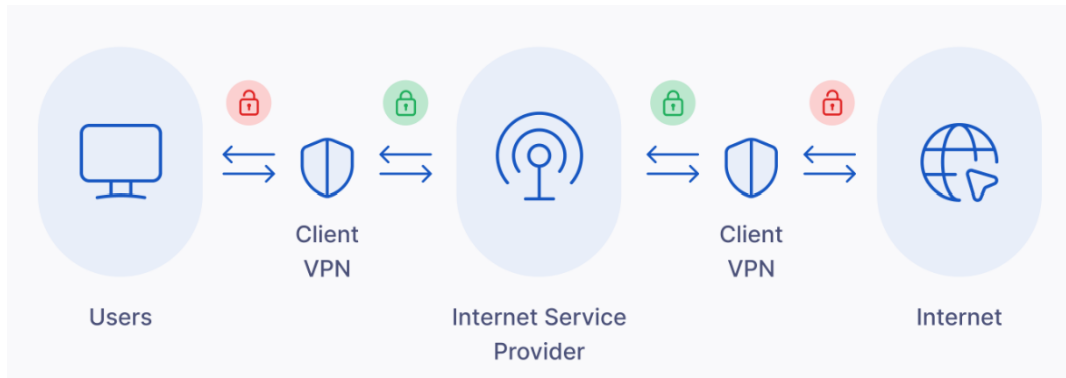 Client
VPN
Client
VPN
Users
Internet Service
Provider
Internet